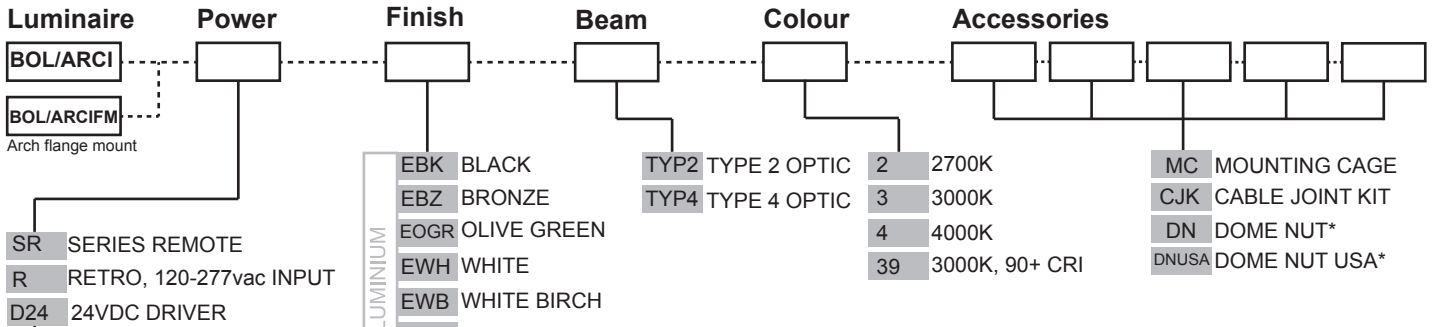 Luminaire Power Finish Beam Colour Accessories
BOL/ARCI
BOL/ARCIFM
Arch flange mount
SR SERIES REMOTE
R RETRO, 120-277vac INPUT
D24 24VDC DRIVER
LUMINIUM
EBK BLACK
EBZ BRONZE
EOGR OLIVE GREEN
EWH WHITE
EWB WHITE BIRCH
TYP2 TYPE 2 OPTIC
TYP4 TYPE 4 OPTIC
2 2700K
3 3000K
4 4000K
39 3000K, 90+ CRI
MC MOUNTING CAGE
CJK CABLE JOINT KIT
DN DOME NUT*
DNUSA DOME NUT USA*